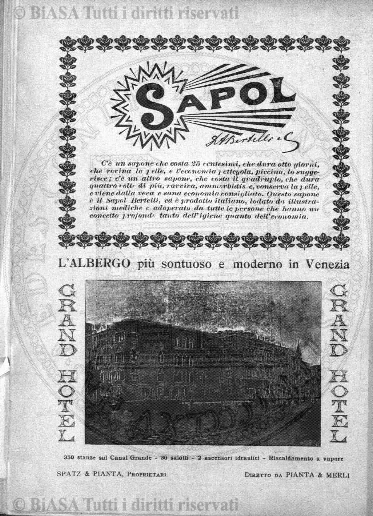 © BiASA Tutti i diritti riservati
SAPOL
A. Bertelli e C.
C'è un sapone che costa 25 centesimi, che dura otto giorni,
che rovina la pelle, e l'economia pettegola, piccina, lo sugge-
risce; c'è un altro sapone, che costa il quadruplo, che dura
quattro volte di più, ravviva, ammorbidisce, conserva la pelle,
e viene dalla vera e sana economia consigliato. Questo sapone
è il Sapol Bertelli, ed è prodotto italiano, lodato da illustra-
zioni mediche e adoperato da tutte le persone che hanno un
concetto profondo tanto dell'igiene quanto dell'economia.
L'ALBERGO più sontuoso e moderno in Venezia
GRAND HOTEL
GRAND HOTEL
350 stanze sul Canal Grande - 30 salotti - 2 ascensori idraulici - Riscaldamento a vapore
SPATZ & PIANTA, PROPRIETARI
DIRETTO DA PIANTA & MERLI
© BiASA Tutti i diritti riservati